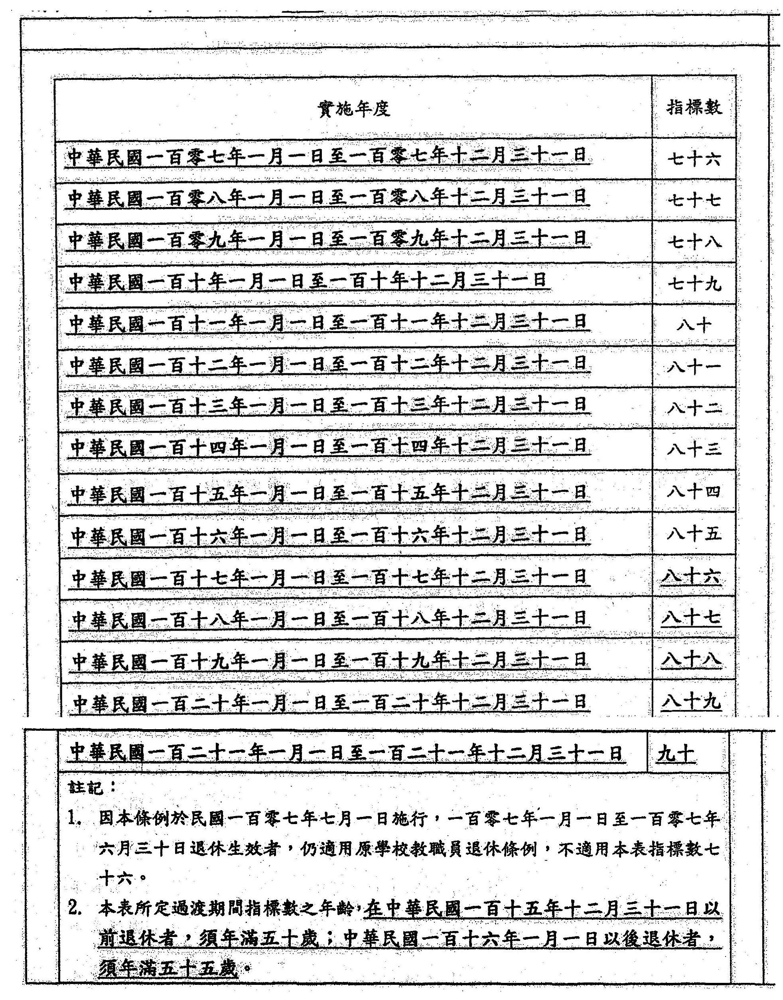 實施年度 指標數
中華民國一百零七年一月一日至一百零七年十二月三十一日 七十六
中華民國一百零八年一月一日至一百零八年十二月三十一日 七十七
中華民國一百零九年一月一日至一百零九年十二月三十一日 七十八
中華民國一百十年一月一日至一百十年十二月三十一日 七十九
中華民國一百十一年一月一日至一百十一年十二月三十一日 八十
中華民國一百十二年一月一日至一百十二年十二月三十一日 八十一
中華民國一百十三年一月一日至一百十三年十二月三十一日 八十二
中華民國一百十四年一月一日至一百十四年十二月三十一日 八十三
中華民國一百十五年一月一日至一百十五年十二月三十一日 八十四
中華民國一百十六年一月一日至一百十六年十二月三十一日 八十五
中華民國一百十七年一月一日至一百十七年十二月三十一日 八十六
中華民國一百十八年一月一日至一百十八年十二月三十一日 八十七
中華民國一百十九年一月一日至一百十九年十二月三十一日 八十八
中華民國一百二十年一月一日至一百二十年十二月三十一日 八十九
中華民國一百二十一年一月一日至一百二十一年十二月三十一日 九十
註記：
1. 因本條例於民國一百零七年七月一日施行，一百零七年一月一日至一百零七年
六月三十日退休生效者，仍適用原學校教職員退休條例，不適用本表指標數七
十六。
2. 本表所定過渡期間指標數之年齡，在中華民國一百十五年十二月三十一日以
前退休者，須年滿五十歲；中華民國一百十六年一月一日以後退休者，
須年滿五十五歲。